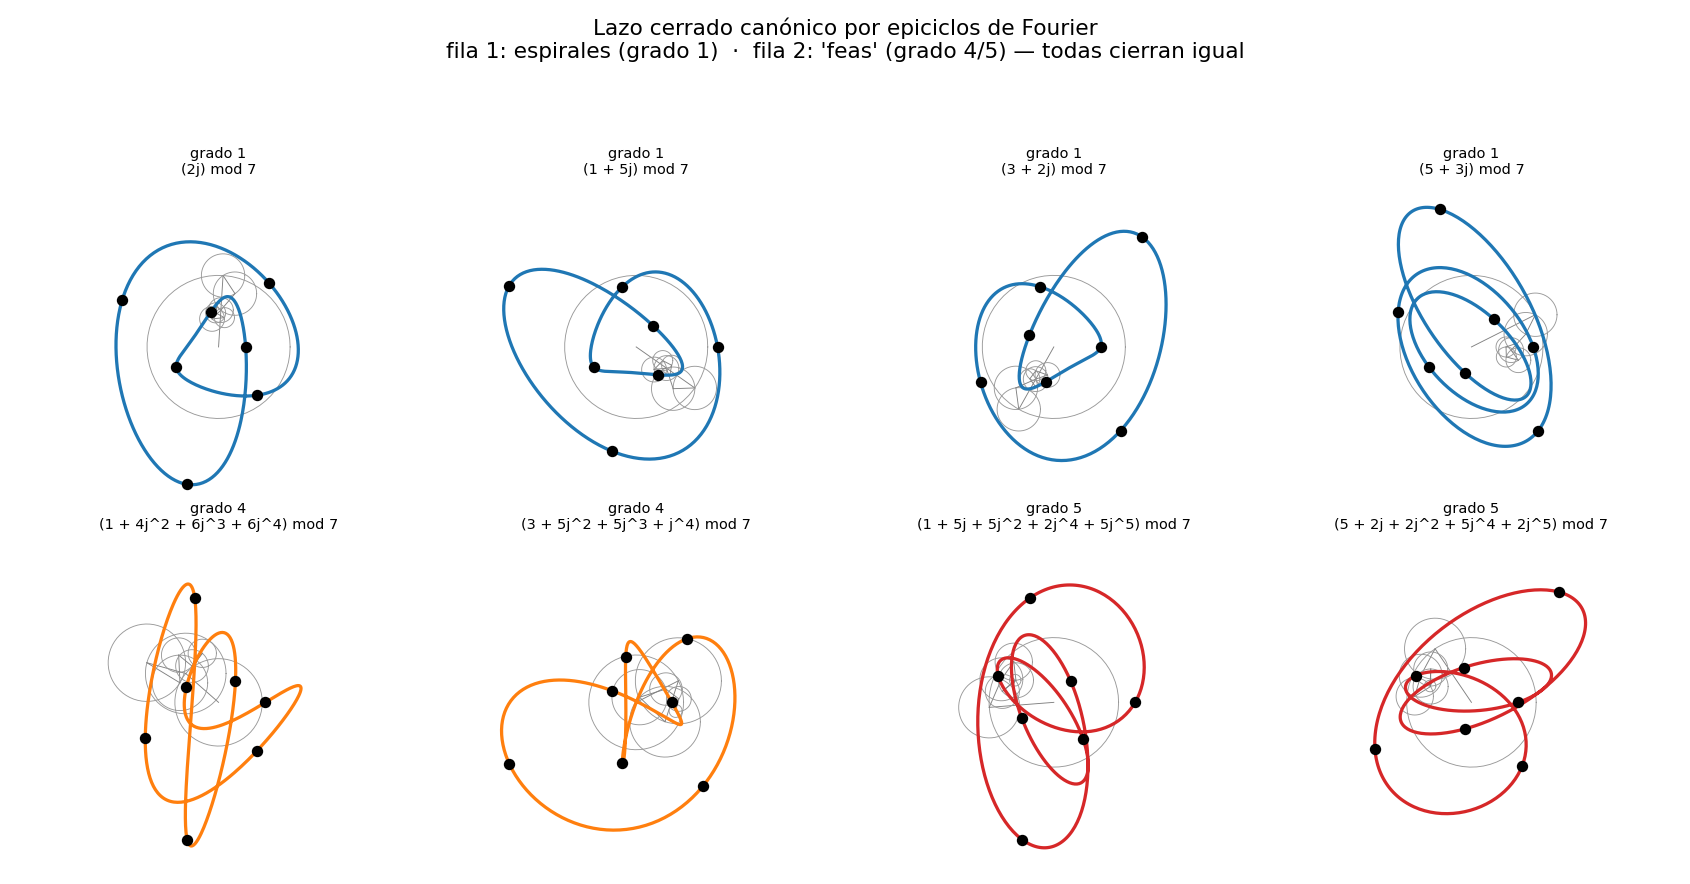 Lazo cerrado canónico por epiciclos de Fourier
fila 1: espirales (grado 1)  ·  fila 2: 'feas' (grado 4/5) — todas cierran igual
grado 1
(2j) mod 7
grado 1
(1 + 5j) mod 7
grado 1
(3 + 2j) mod 7
grado 1
(5 + 3j) mod 7
grado 4
(1 + 4j^2 + 6j^3 + 6j^4) mod 7
grado 4
(3 + 5j^2 + 5j^3 + j^4) mod 7
grado 5
(1 + 5j + 5j^2 + 2j^4 + 5j^5) mod 7
grado 5
(5 + 2j + 2j^2 + 5j^4 + 2j^5) mod 7